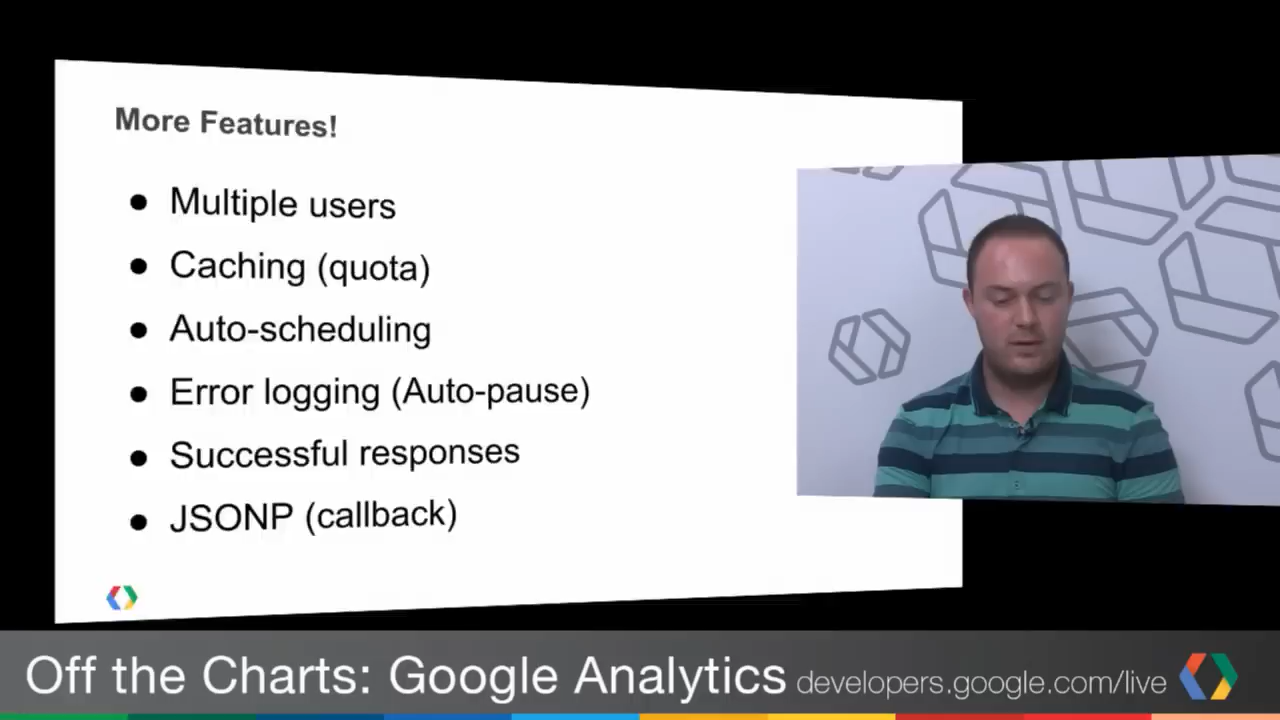 More Features!
● Multiple users
● Caching (quota)
● Auto-scheduling
● Error logging (Auto-pause)
● Successful responses
● JSONP (callback)
Off the Charts: Google Analytics developers.google.com/live